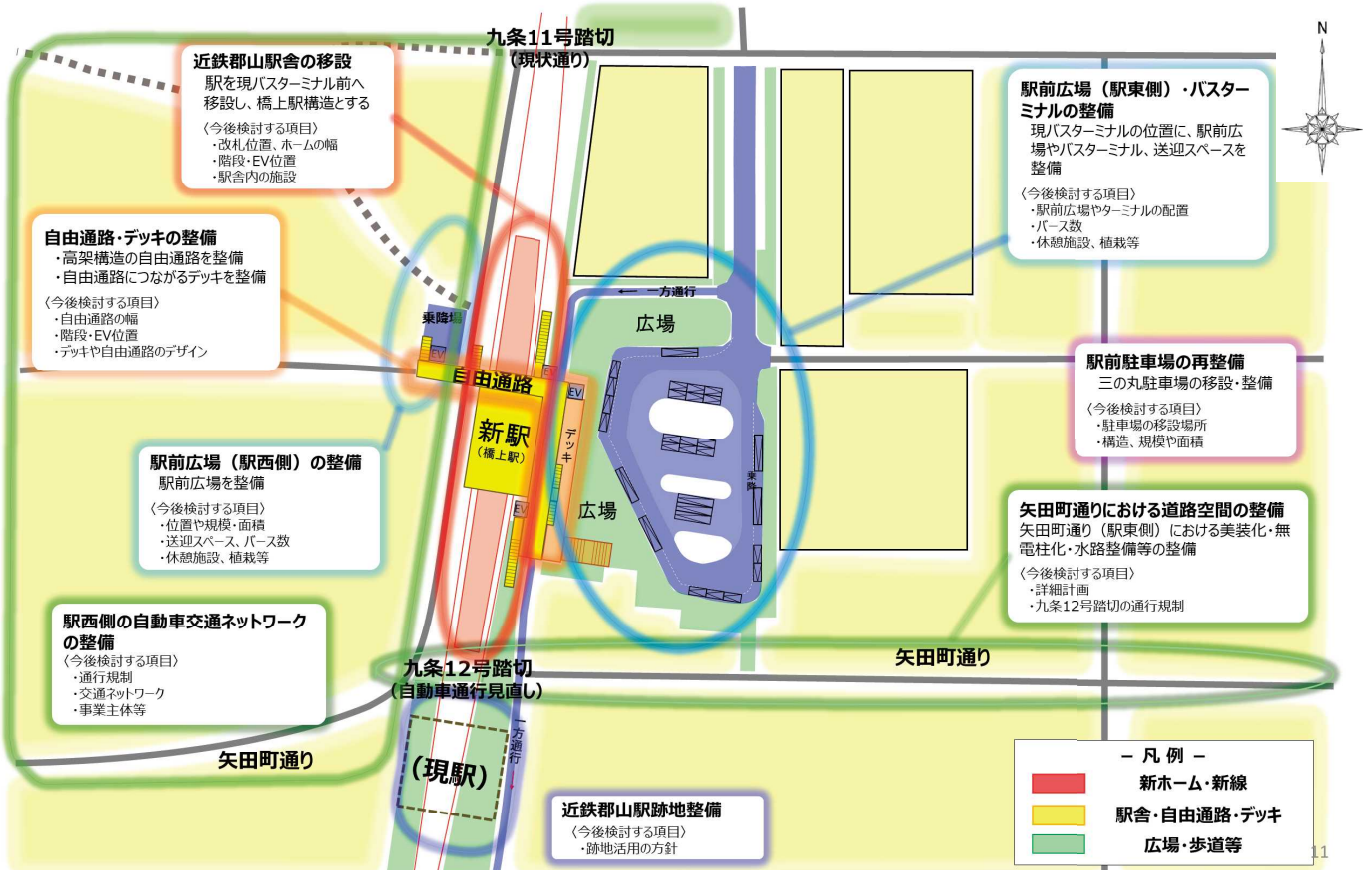 九条11号踏切
（現状通り）
N
近鉄郡山駅舎の移設
駅を現バスターミナル前へ
移設し、橋上駅構造とする
〈今後検討する項目〉
・改札位置、ホームの幅
・階段・EV位置
・駅舎内の施設
駅前広場（駅東側）・バスター
ミナルの整備
現バスターミナルの位置に、駅前広
場やバスターミナル、送迎スペースを
整備
〈今後検討する項目〉
・駅前広場やターミナルの配置
・バース数
・休憩施設、植栽等
自由通路・デッキの整備
・高架構造の自由通路を整備
・自由通路につながるデッキを整備
〈今後検討する項目〉
・自由通路の幅
・階段・EV位置
・デッキや自由通路のデザイン
← 一方通行
乗降場
広場
EV
自由通路
EV
EV
新駅
（橋上駅）
デッキ
乗降
EV
広場
駅前駐車場の再整備
三の丸駐車場の移設・整備
〈今後検討する項目〉
・駐車場の移設場所
・構造、規模や面積
駅前広場（駅西側）の整備
駅前広場を整備
〈今後検討する項目〉
・位置や規模・面積
・送迎スペース、バース数
・休憩施設、植栽等
矢田町通りにおける道路空間の整備
矢田町通り（駅東側）における美装化・無
電柱化・水路整備等の整備
〈今後検討する項目〉
・詳細計画
・九条12号踏切の通行規制
駅西側の自動車交通ネットワーク
の整備
〈今後検討する項目〉
・通行規制
・交通ネットワーク
・事業主体等
矢田町通り
九条12号踏切
（自動車通行見直し）
一方通行→
矢田町通り
（現駅）
近鉄郡山駅跡地整備
〈今後検討する項目〉
・跡地活用の方針
− 凡 例 −
新ホーム・新線
駅舎・自由通路・デッキ
広場・歩道等
11